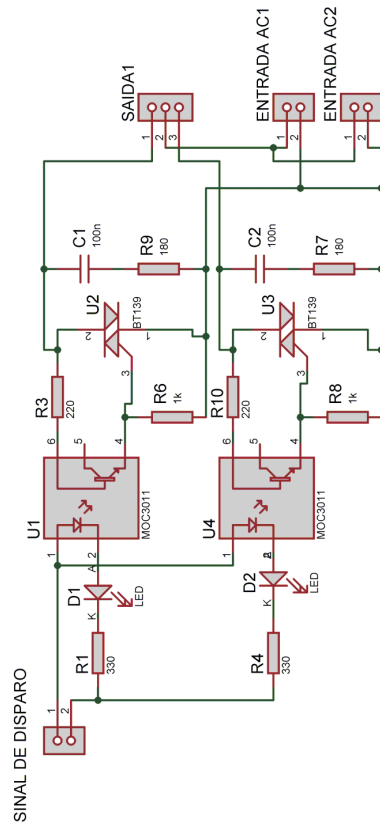 SINAL DE DISPARO
1
2
R1
330
D1
K
A
LED
U1
MOC3011
1
2
6
5
4
R3
220
R6
1k
U2
BT139
2
1
3
C1
100n
R9
180
SAIDA1
1
2
3
R4
330
D2
K
A
2
LED
U4
MOC3011
1
6
5
4
R10
220
R8
1k
U3
BT139
2
1
3
C2
100n
R7
180
ENTRADA AC1
1
2
ENTRADA AC2
1
2